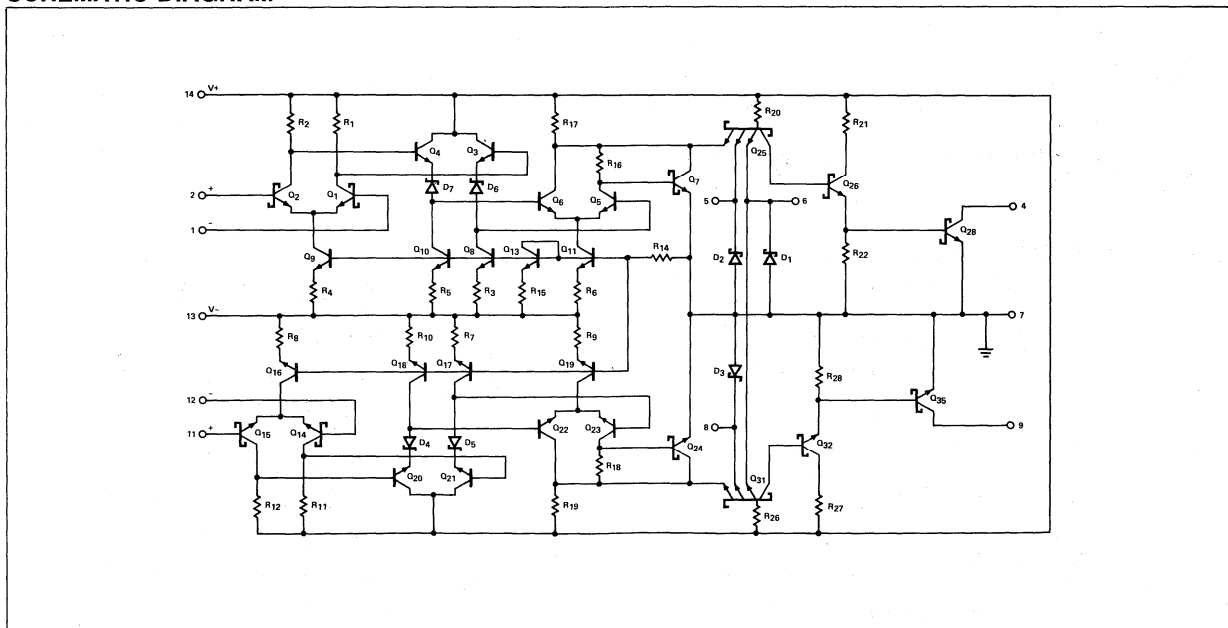 SCHEMATIC DIAGRAM
14 V+
R2 R1 R17 R20 R21
Q4 Q3 R16 Q25
Q7
D7 D6 Q26
2 + Q2 Q1 Q6 Q5 5 6 4
1 - Q28
Q9 Q10 Q8 Q13 Q11 R14 D2 D1 R22
R4 R5 R3 R15 R6
13 V- 7
R8 R10 R7 R9
Q16 Q18 Q17 Q19 D3 R28
Q35
12 -
11 + Q15 Q14 D4 D5 Q22 Q23 Q24 8 Q32 9
Q20 Q21 R18 Q31
R12 R11 R19 R26 R27